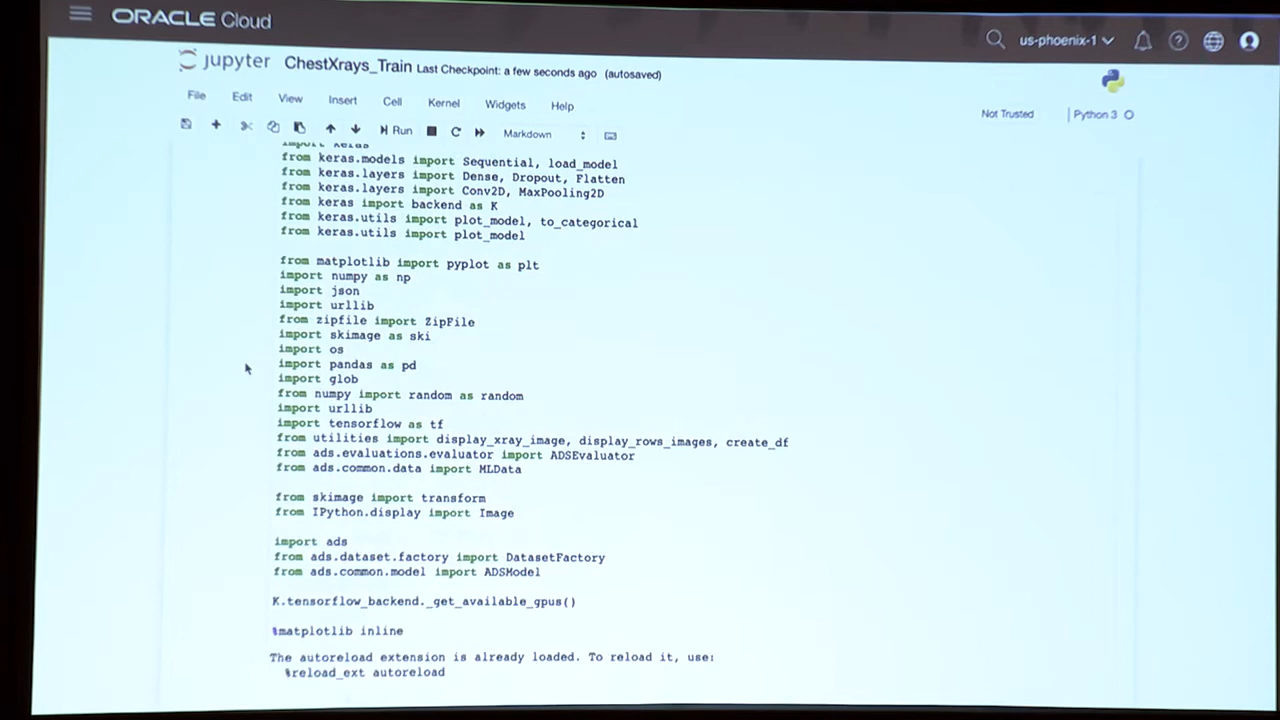 ORACLE Cloud
us-phoenix-1
jupyter ChestXrays_Train Last Checkpoint: a few seconds ago (autosaved)
File Edit View Insert Cell Kernel Widgets Help
Not Trusted Python 3
Run Markdown
import keras
from keras.models import Sequential, load_model
from keras.layers import Dense, Dropout, Flatten
from keras.layers import Conv2D, MaxPooling2D
from keras import backend as K
from keras.utils import plot_model, to_categorical
from keras.utils import plot_model
from matplotlib import pyplot as plt
import numpy as np
import json
import urllib
from zipfile import ZipFile
import skimage as ski
import os
import pandas as pd
import glob
from numpy import random as random
import urllib
import tensorflow as tf
from utilities import display_xray_image, display_rows_images, create_df
from ads.evaluations.evaluator import ADSEvaluator
from ads.common.data import MLData
from skimage import transform
from IPython.display import Image
import ads
from ads.dataset.factory import DatasetFactory
from ads.common.model import ADSModel
K.tensorflow_backend._get_available_gpus()
%matplotlib inline
The autoreload extension is already loaded. To reload it, use:
%reload_ext autoreload